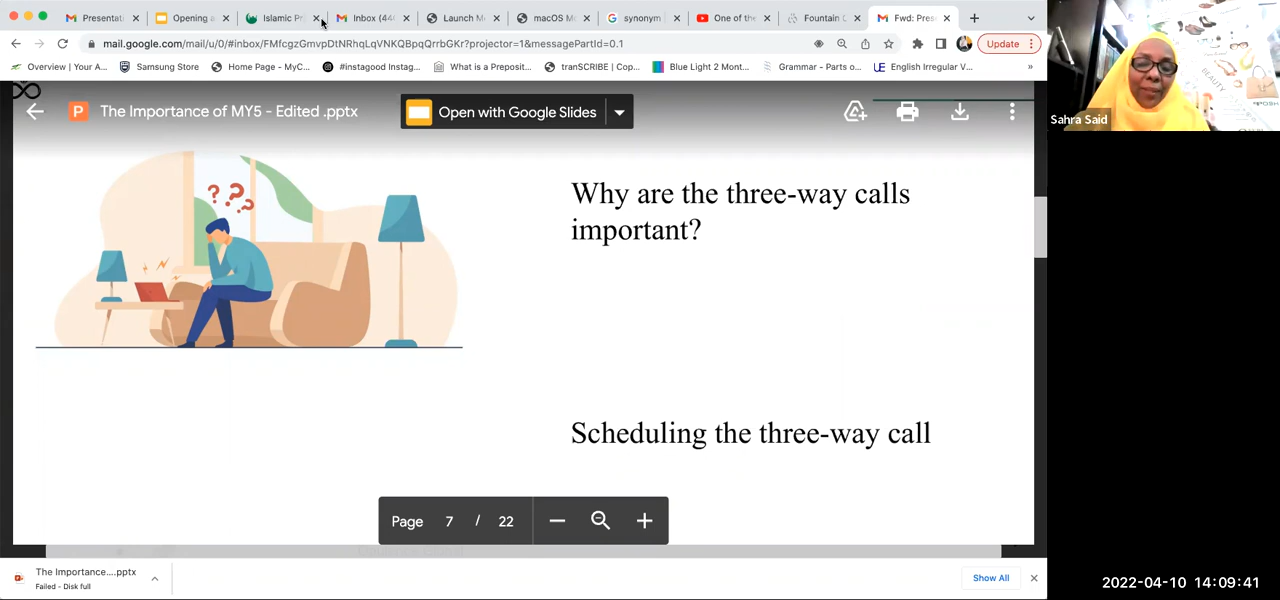 Presentat
Opening a
Islamic Pr
Inbox (44
Launch M
macOS M
synonym
One of the
Fountain
Fwd: Pres
mail.google.com/mail/u/0/#inbox/
?projector=1&messagePartId=0.1
Update
Overview | Your A...
Samsung Store
Home Page - MyC...
#instagood Instag...
What is a Preposit...
tranSCRIBE | Cop...
Blue Light 2 Mont...
Grammar - Parts o...
English Irregular V...
»
P
The Importance of MY5 - Edited .pptx
Open with Google Slides
Sahra Said
BEAUTY
? ? ?
Why are the three-way calls
important?
Scheduling the three-way call
Page 7 / 22
The Importance....pptx
Failed - Disk full
Show All
2022-04-10 14:09:41